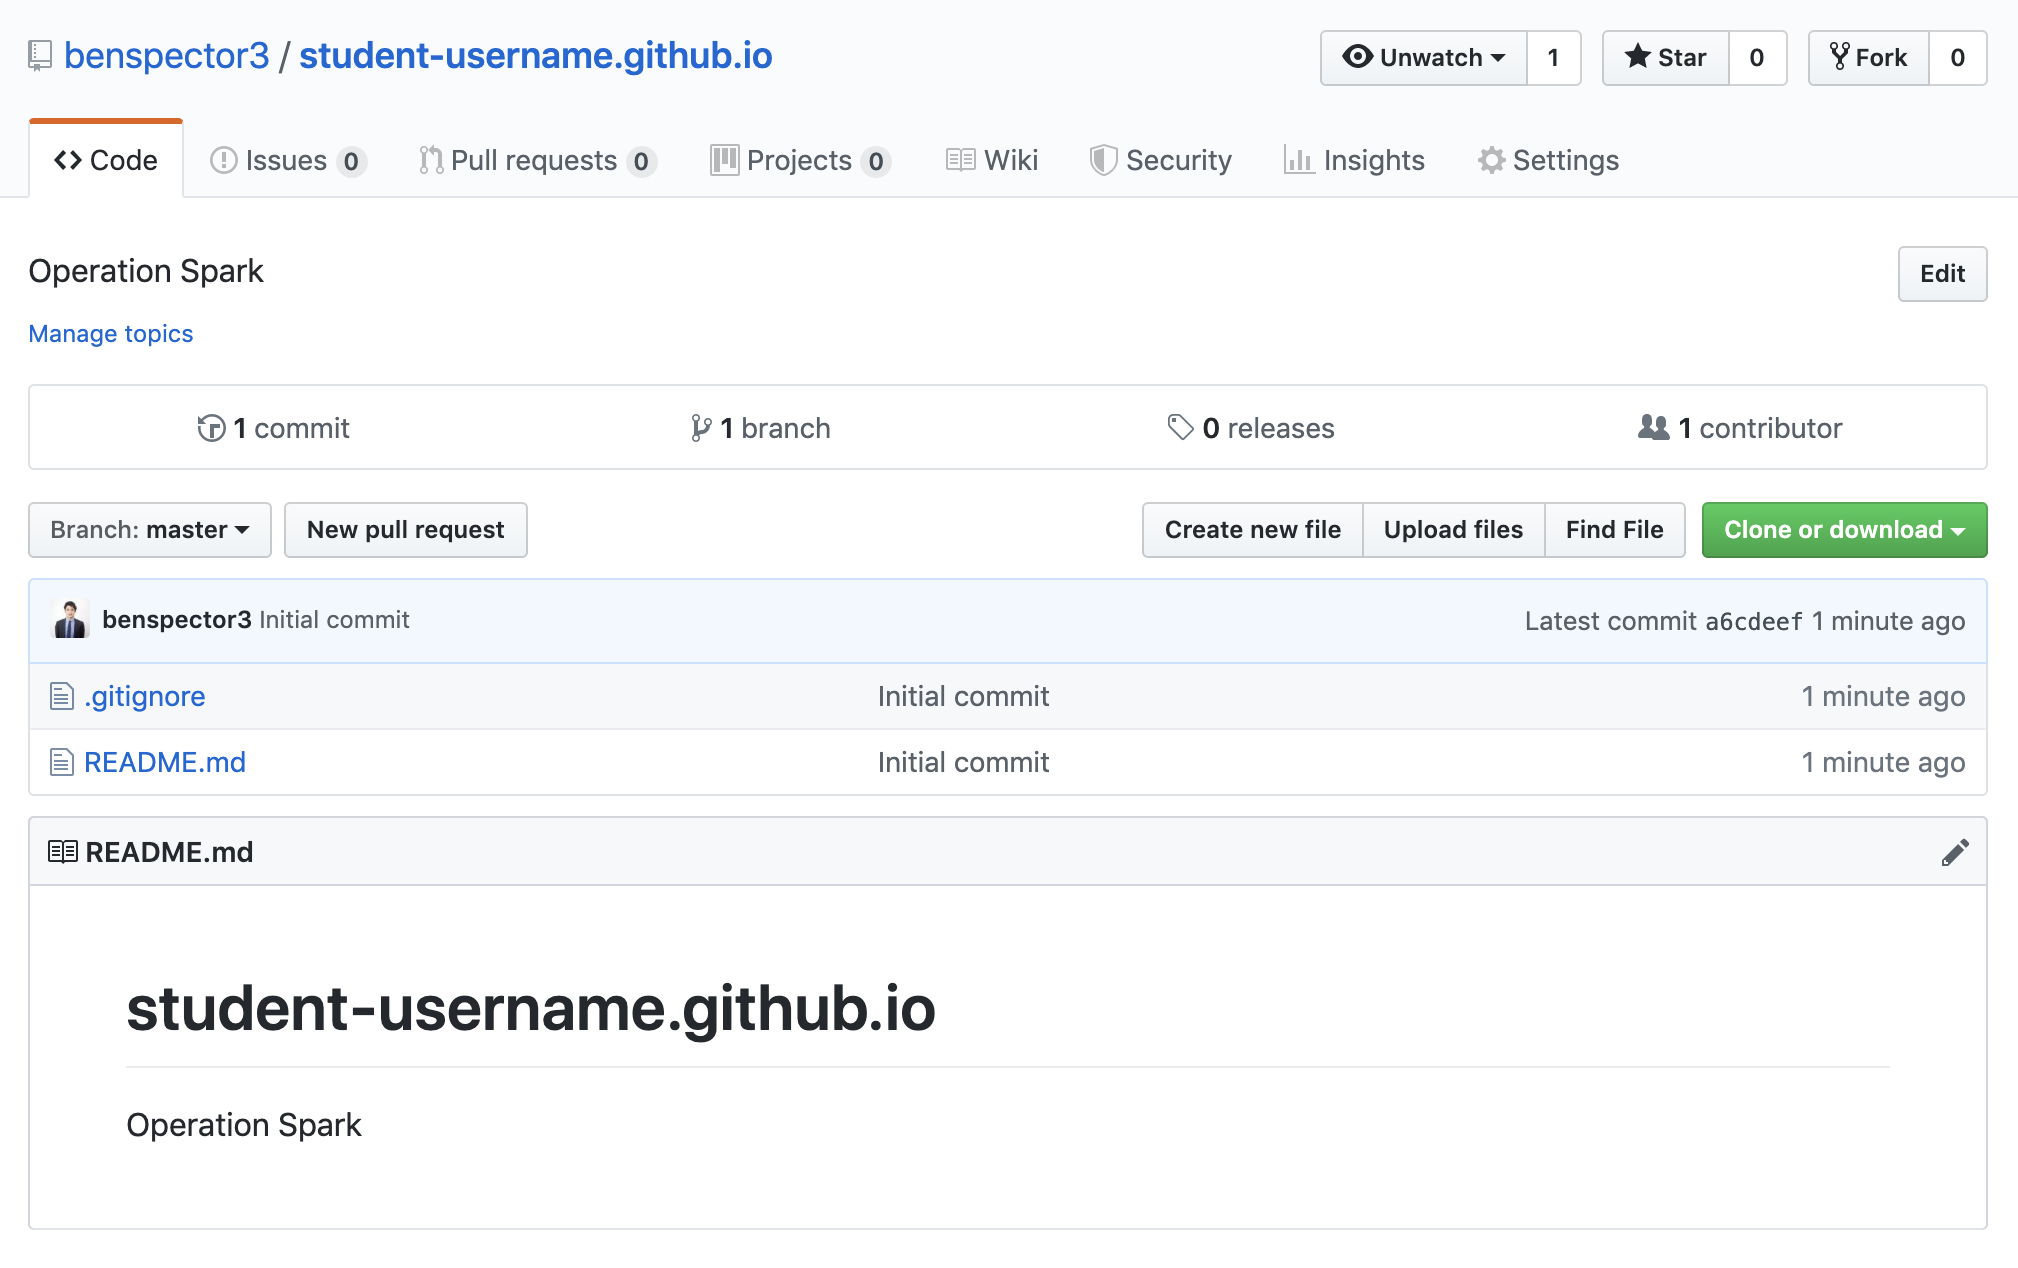 benspector3 / student-username.github.io Unwatch 1 Star 0 Fork 0
Code Issues 0 Pull requests 0 Projects 0 Wiki Security Insights Settings
Operation Spark Edit
Manage topics
1 commit 1 branch 0 releases 1 contributor
Branch: master New pull request Create new file Upload files Find File Clone or download
benspector3 Initial commit Latest commit a6cdeef 1 minute ago
.gitignore Initial commit 1 minute ago
README.md Initial commit 1 minute ago
README.md
student-username.github.io
Operation Spark